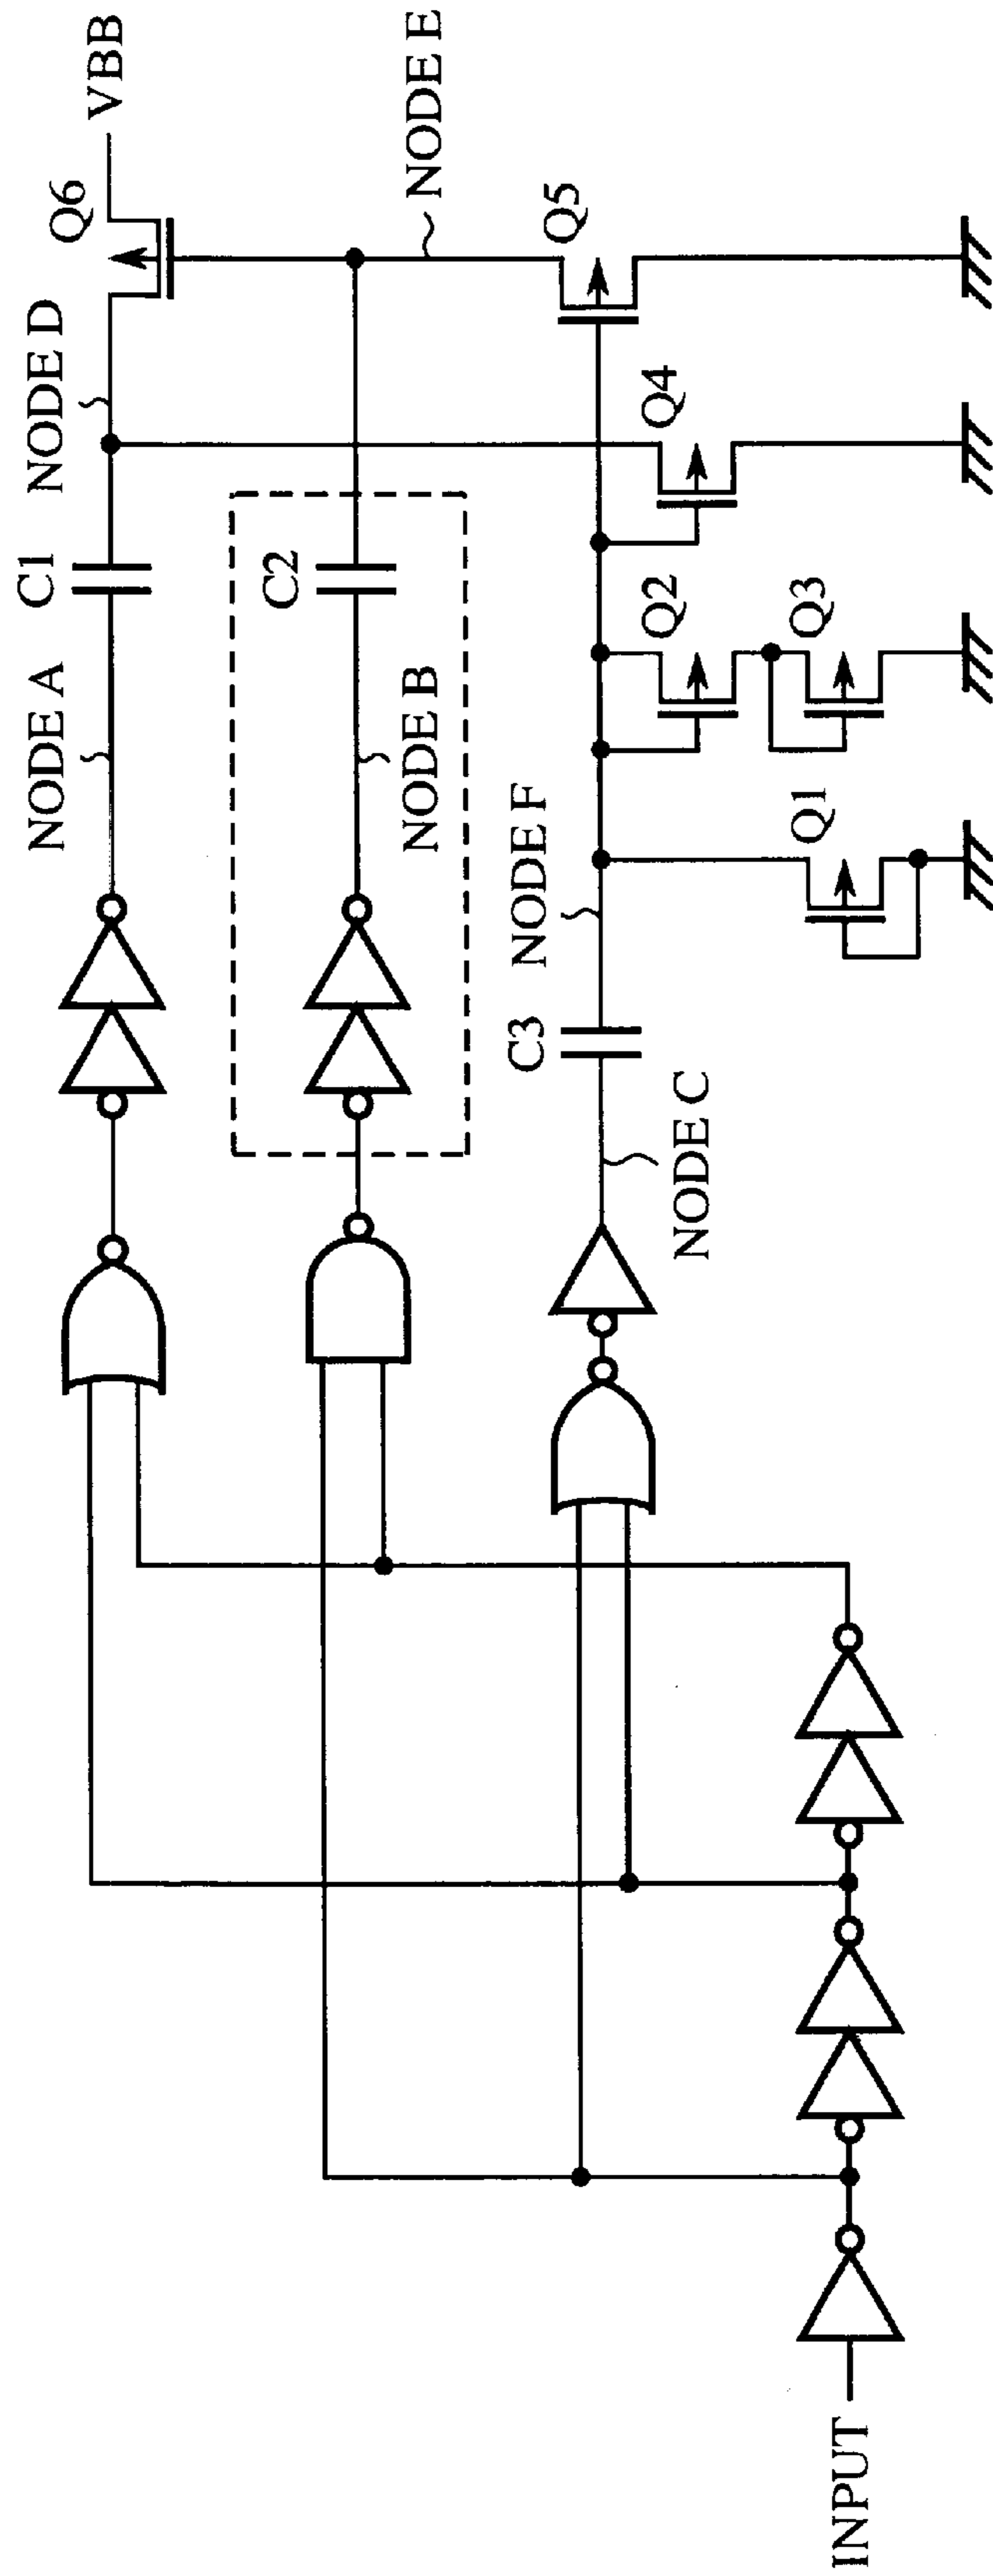 INPUT
NODE A
C1
NODE D
Q6
VBB
C2
NODE B
NODE E
NODE C
C3
NODE F
Q5
Q2
Q4
Q1
Q3